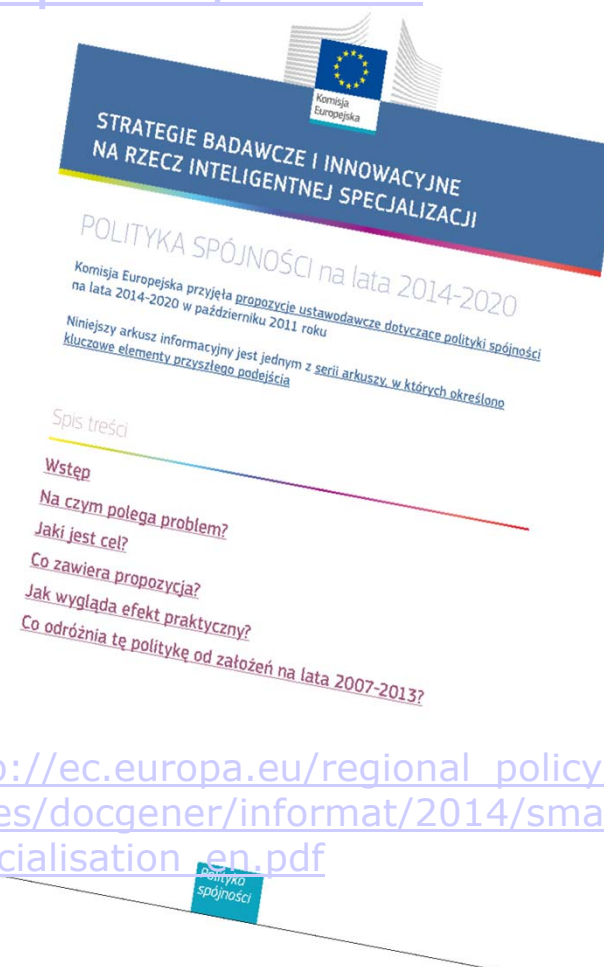 Komisja
Europejska
STRATEGIE BADAWCZE I INNOWACYJNE
NA RZECZ INTELIGENTNEJ SPECJALIZACJI
POLITYKA SPÓJNOŚCI na lata 2014-2020
Komisja Europejska przyjęła propozycje ustawodawcze dotyczące polityki spójności
na lata 2014-2020 w październiku 2011 roku
Niniejszy arkusz informacyjny jest jednym z serii arkuszy, w których określono
kluczowe elementy przyszłego podejścia
Spis treści
Wstęp
Na czym polega problem?
Jaki jest cel?
Co zawiera propozycja?
Jak wygląda efekt praktyczny?
Co odróżnia tę politykę od założeń na lata 2007-2013?
p://ec.europa.eu/regional_policy
es/docgener/informat/2014/sma
cialisation_en.pdf
Polityka
spójności